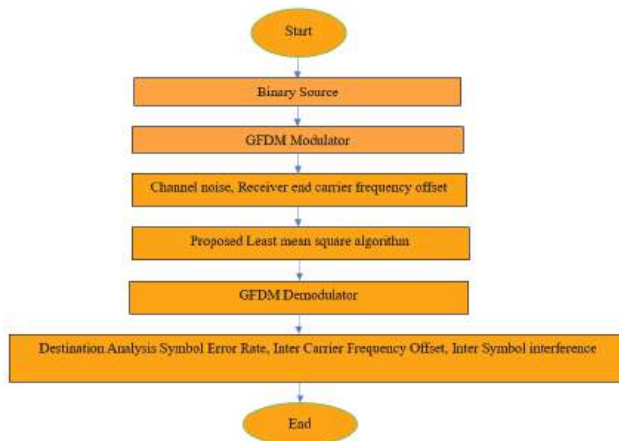 Start
Binary Source
GFDM Modulator
Channel noise, Receiver end carrier frequency offset
Proposed Least mean square algorithm
GFDM Demodulator
Destination Analysis Symbol Error Rate, Inter Carrier Frequency Offset, Inter Symbol interference
End